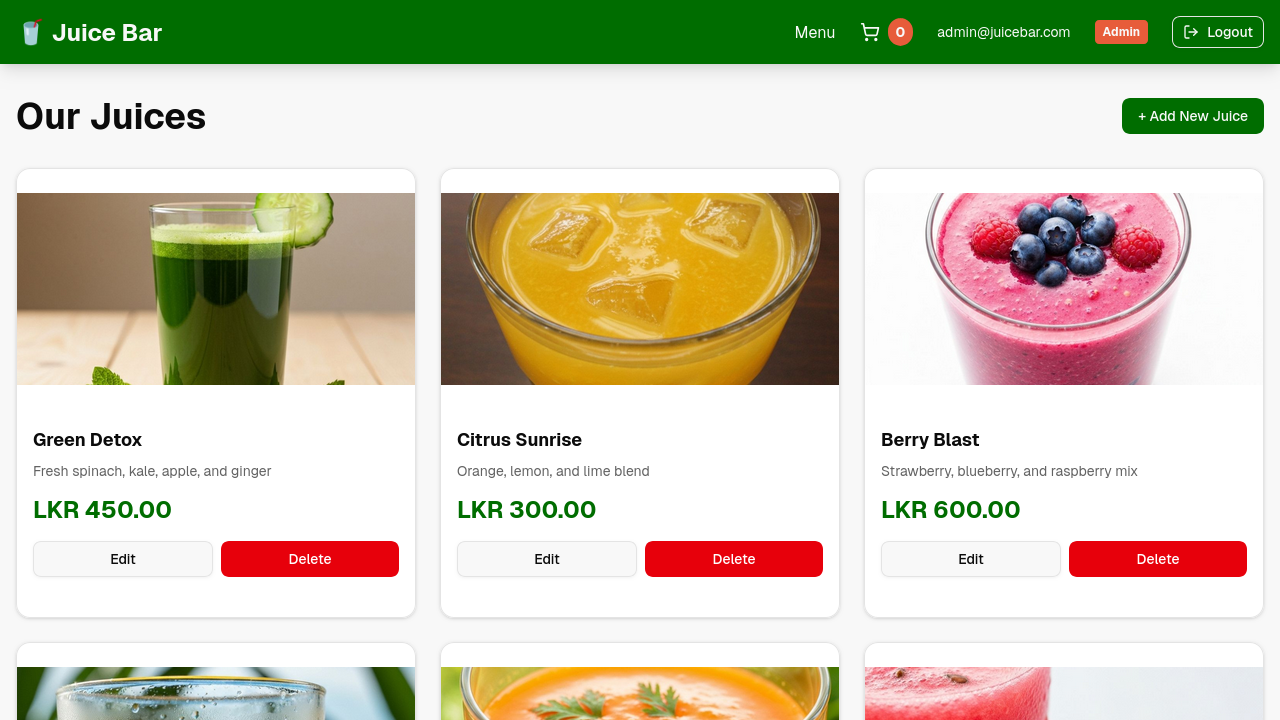 Juice Bar
Menu
0
admin@juicebar.com
Admin
Logout
Our Juices
+ Add New Juice
Green Detox
Fresh spinach, kale, apple, and ginger
LKR 450.00
Edit
Delete
Citrus Sunrise
Orange, lemon, and lime blend
LKR 300.00
Edit
Delete
Berry Blast
Strawberry, blueberry, and raspberry mix
LKR 600.00
Edit
Delete